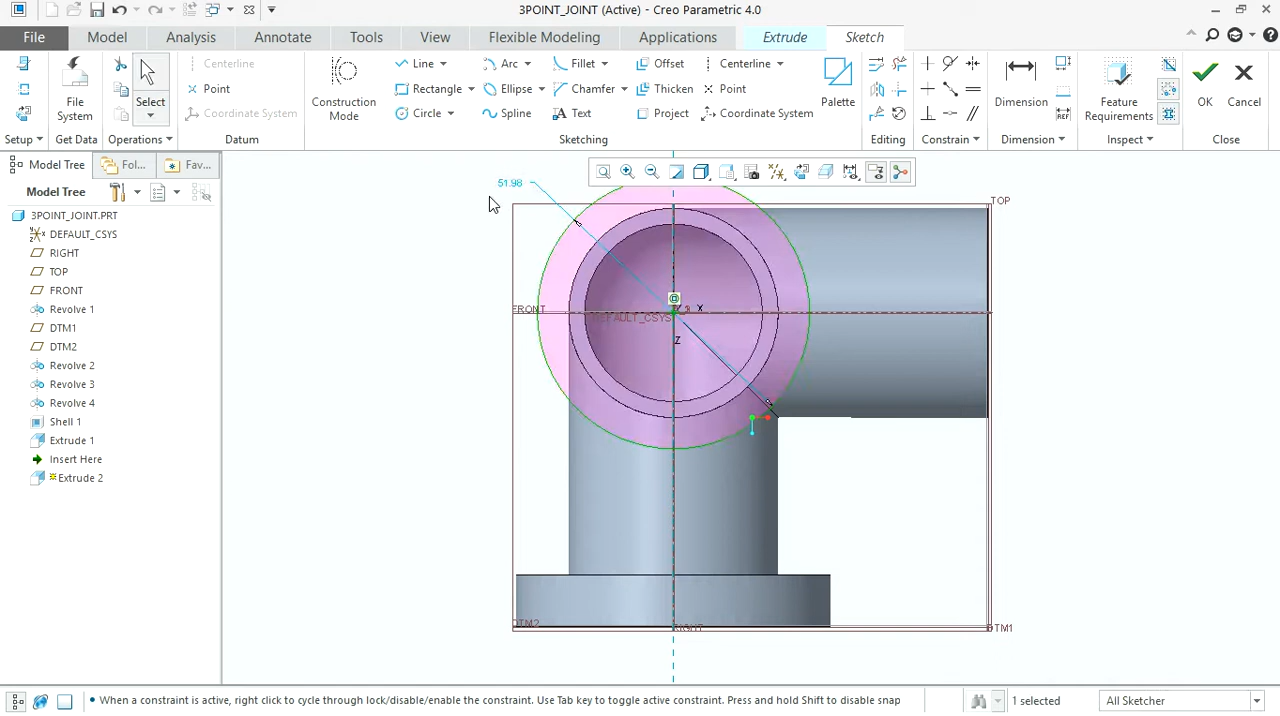 3POINT_JOINT (Active) - Creo Parametric 4.0
File Model Analysis Annotate Tools View Flexible Modeling Applications Extrude Sketch
File System
Select
Centerline
Point
Coordinate System
Construction Mode
Line Arc Fillet Offset Centerline
Rectangle Ellipse Chamfer Thicken Point
Circle Spline Text Project Coordinate System
Palette
Dimension
Feature Requirements
OK Cancel
Setup Get Data Operations Datum Sketching Editing Constrain Dimension Inspect Close
Model Tree Fol... Fav...
Model Tree
3POINT_JOINT.PRT
DEFAULT_CSYS
RIGHT
TOP
FRONT
Revolve 1
DTM1
DTM2
Revolve 2
Revolve 3
Revolve 4
Shell 1
Extrude 1
Insert Here
Extrude 2
51.98
TOP
FRONT
X
DEFAULT_CSYS
Z
DTM2
RIGHT
DTM1
• When a constraint is active, right click to cycle through lock/disable/enable the constraint. Use Tab key to toggle active constraint. Press and hold Shift to disable snap
1 selected
All Sketcher